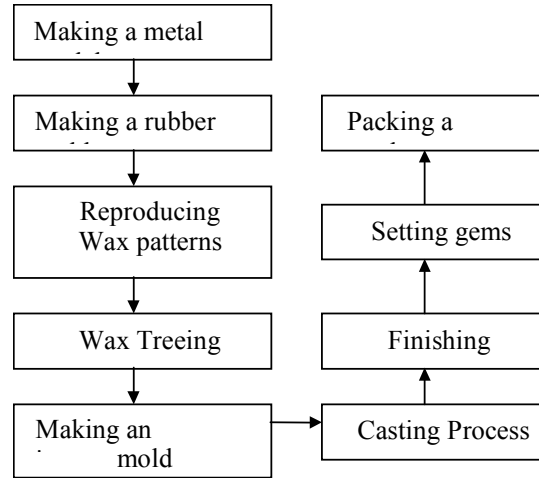 Making a metal
Making a rubber
Reproducing
Wax patterns
Wax Treeing
Making an
mold
Casting Process
Finishing
Setting gems
Packing a